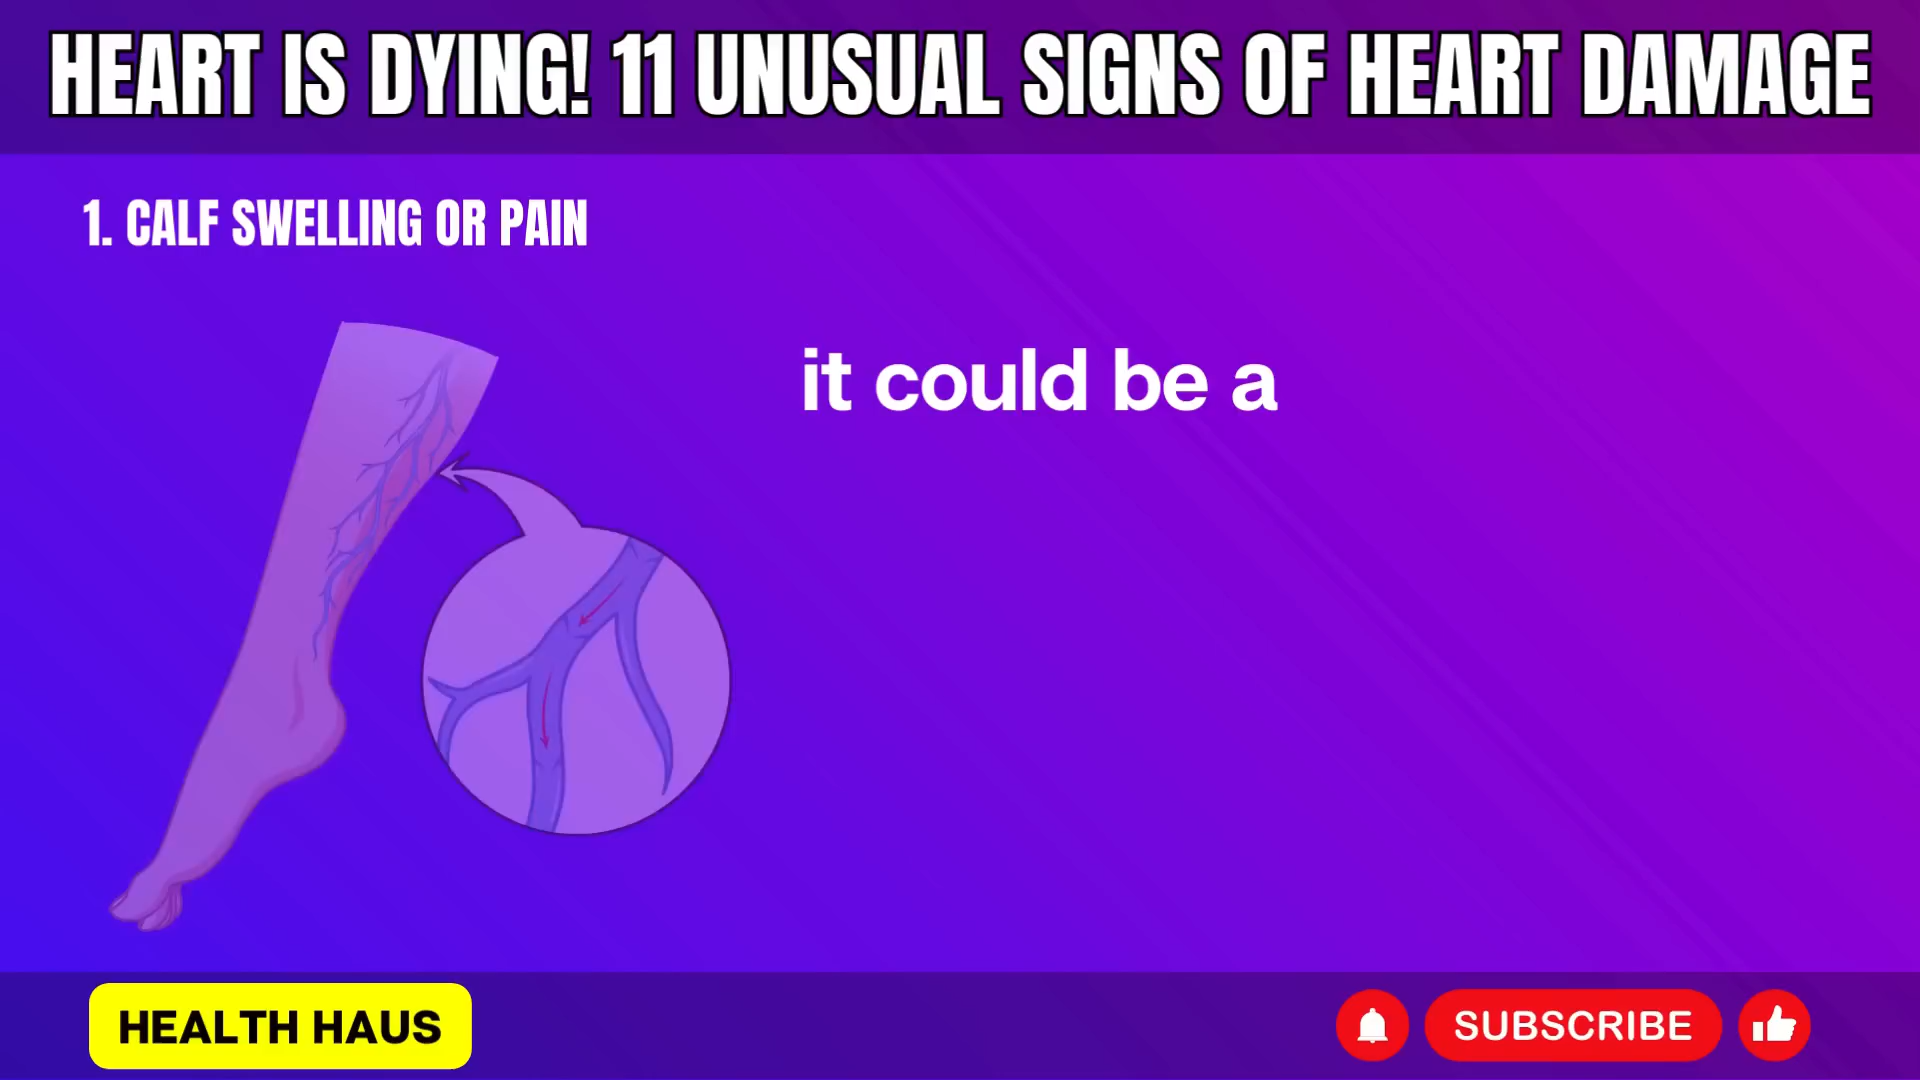 HEART IS DYING! 11 UNUSUAL SIGNS OF HEART DAMAGE
1. CALF SWELLING OR PAIN
it could be a
HEALTH HAUS
SUBSCRIBE